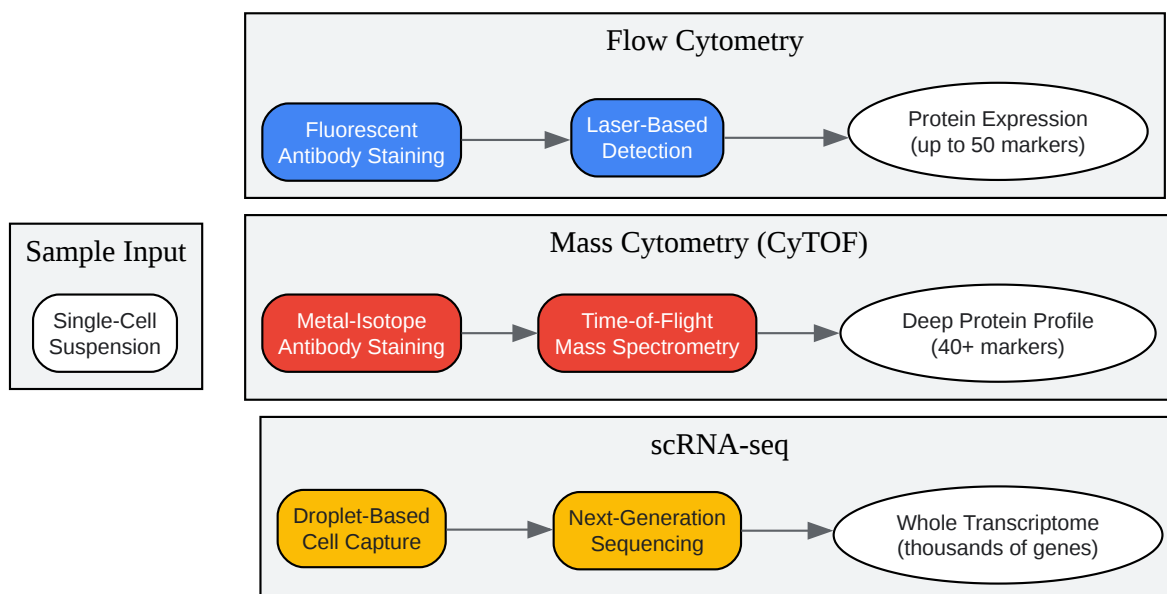 Flow Cytometry
Fluorescent
Antibody Staining
Laser-Based
Detection
Protein Expression
(up to 50 markers)
Sample Input
Single-Cell
Suspension
Mass Cytometry (CyTOF)
Metal-Isotope
Antibody Staining
Time-of-Flight
Mass Spectrometry
Deep Protein Profile
(40+ markers)
scRNA-seq
Droplet-Based
Cell Capture
Next-Generation
Sequencing
Whole Transcriptome
(thousands of genes)